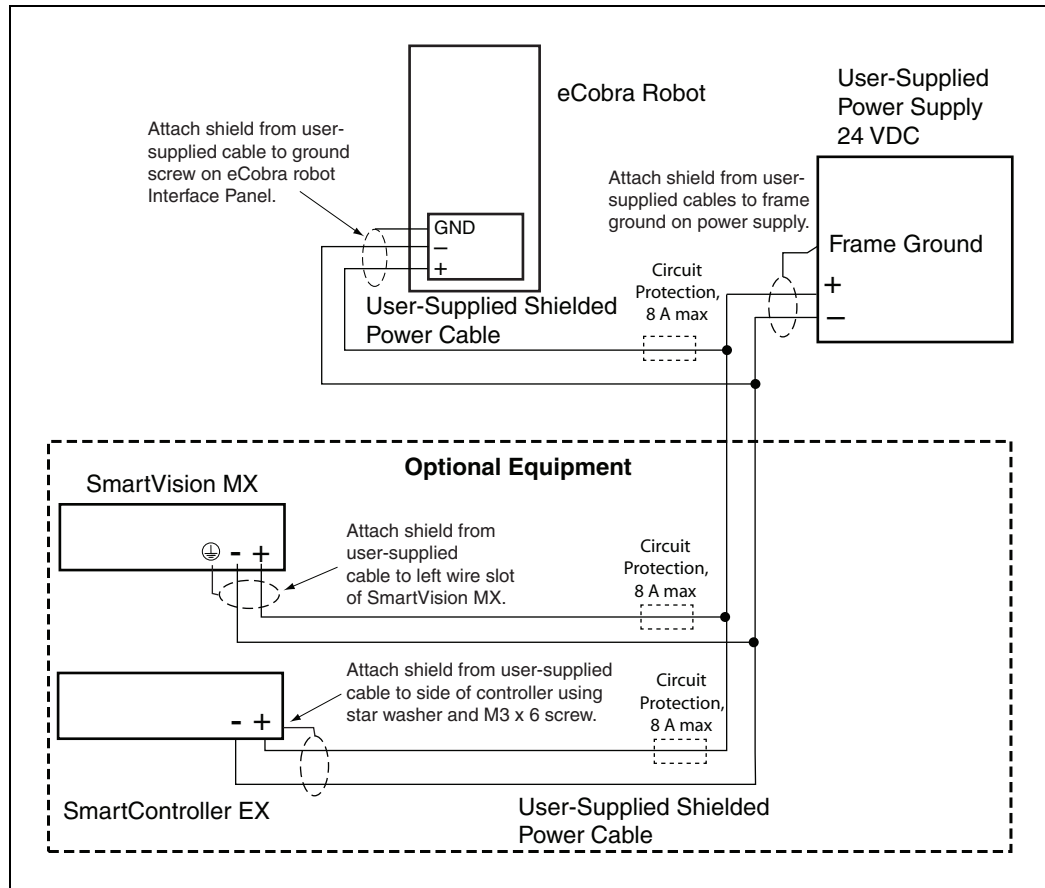 eCobra Robot
User-Supplied
Power Supply
24 VDC
Attach shield from user-
supplied cable to ground
screw on eCobra robot
Interface Panel.
Attach shield from user-
supplied cables to frame
ground on power supply.
GND
–
+
Frame Ground
+
–
Circuit
Protection,
8 A max
User-Supplied Shielded
Power Cable
Optional Equipment
SmartVision MX
- +
Attach shield from
user-supplied
cable to left wire slot
of SmartVision MX.
Circuit
Protection,
8 A max
Attach shield from user-supplied
cable to side of controller using
star washer and M3 x 6 screw.
Circuit
Protection,
8 A max
- +
SmartController EX
User-Supplied Shielded
Power Cable